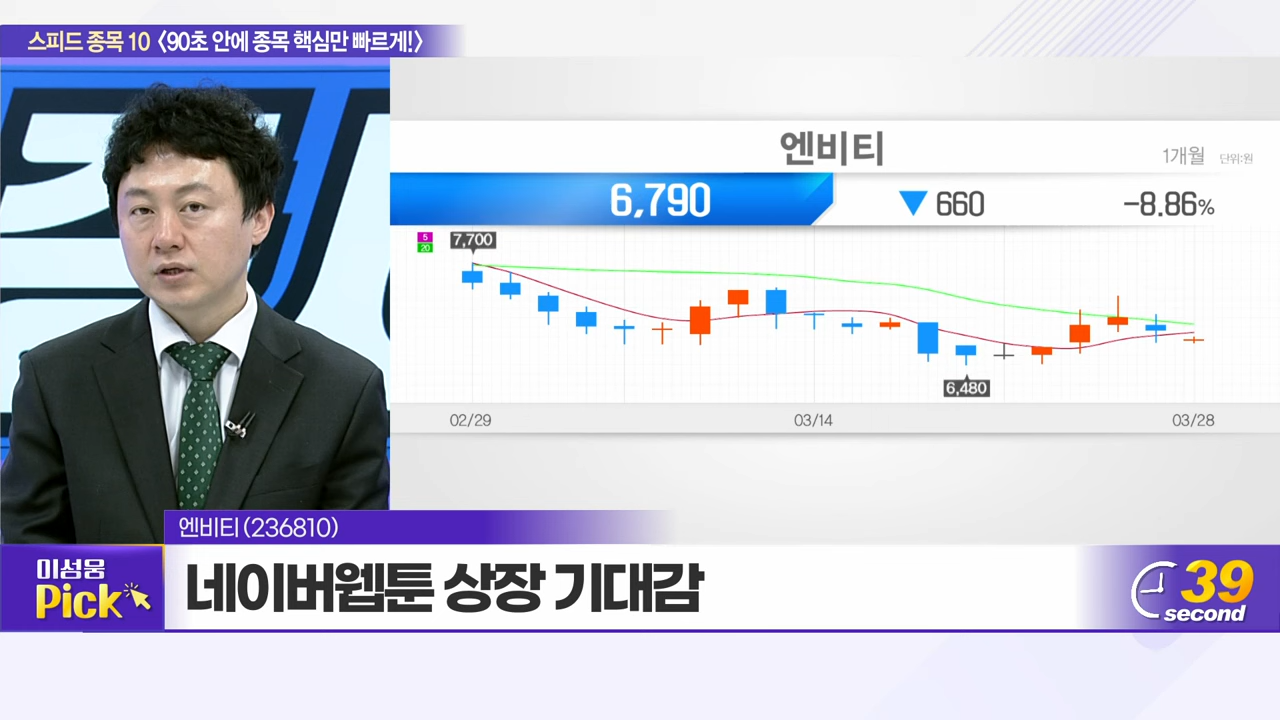 스피드 종목 10 〈90초 안에 종목 핵심만 빠르게!〉
엔비티
1개월 단위:원
6,790 ▼ 660 -8.86%
5
20
7,700
6,480
02/29 03/14 03/28
엔비티 (236810)
이성웅
Pick
네이버웹툰 상장 기대감
39
second